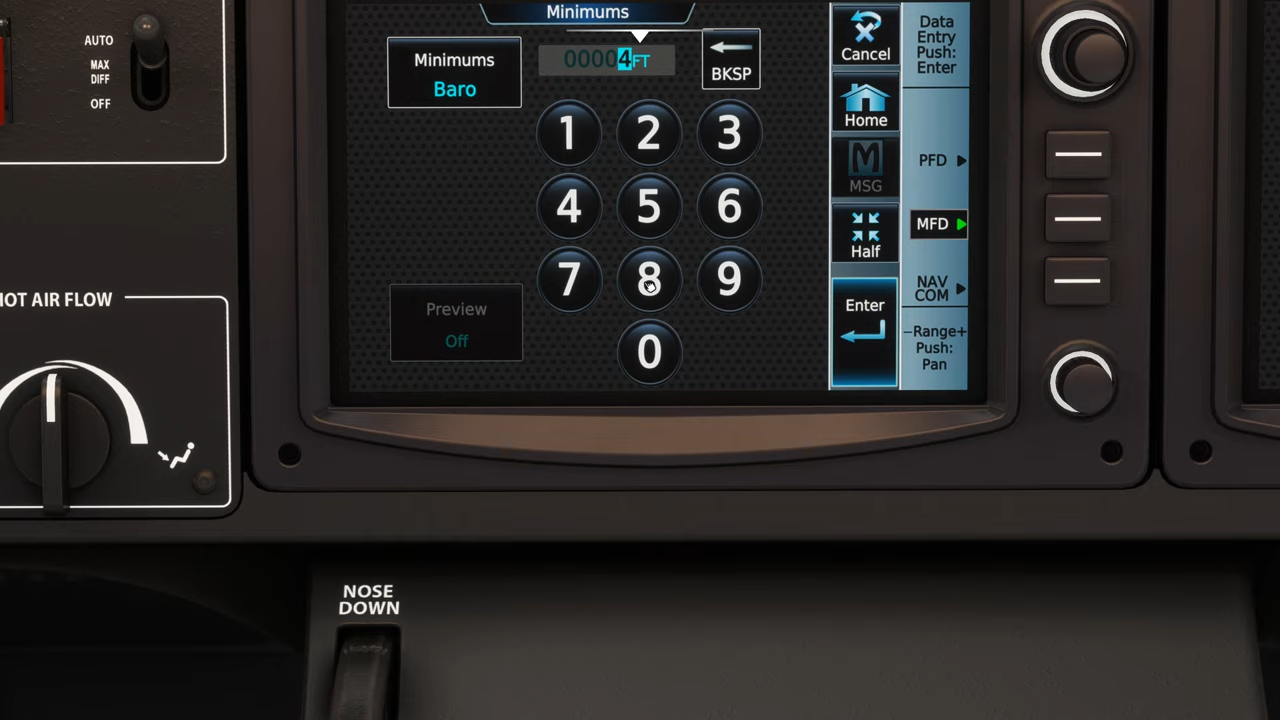 AUTO
MAX
DIFF
OFF
HOT AIR FLOW
Minimums
Minimums
Baro
00004FT
BKSP
1 2 3
4 5 6
7 8 9
0
Preview
Off
Cancel
Home
MSG
Half
Enter
Data
Entry
Push:
Enter
PFD
MFD
NAV
COM
−Range+
Push:
Pan
NOSE
DOWN